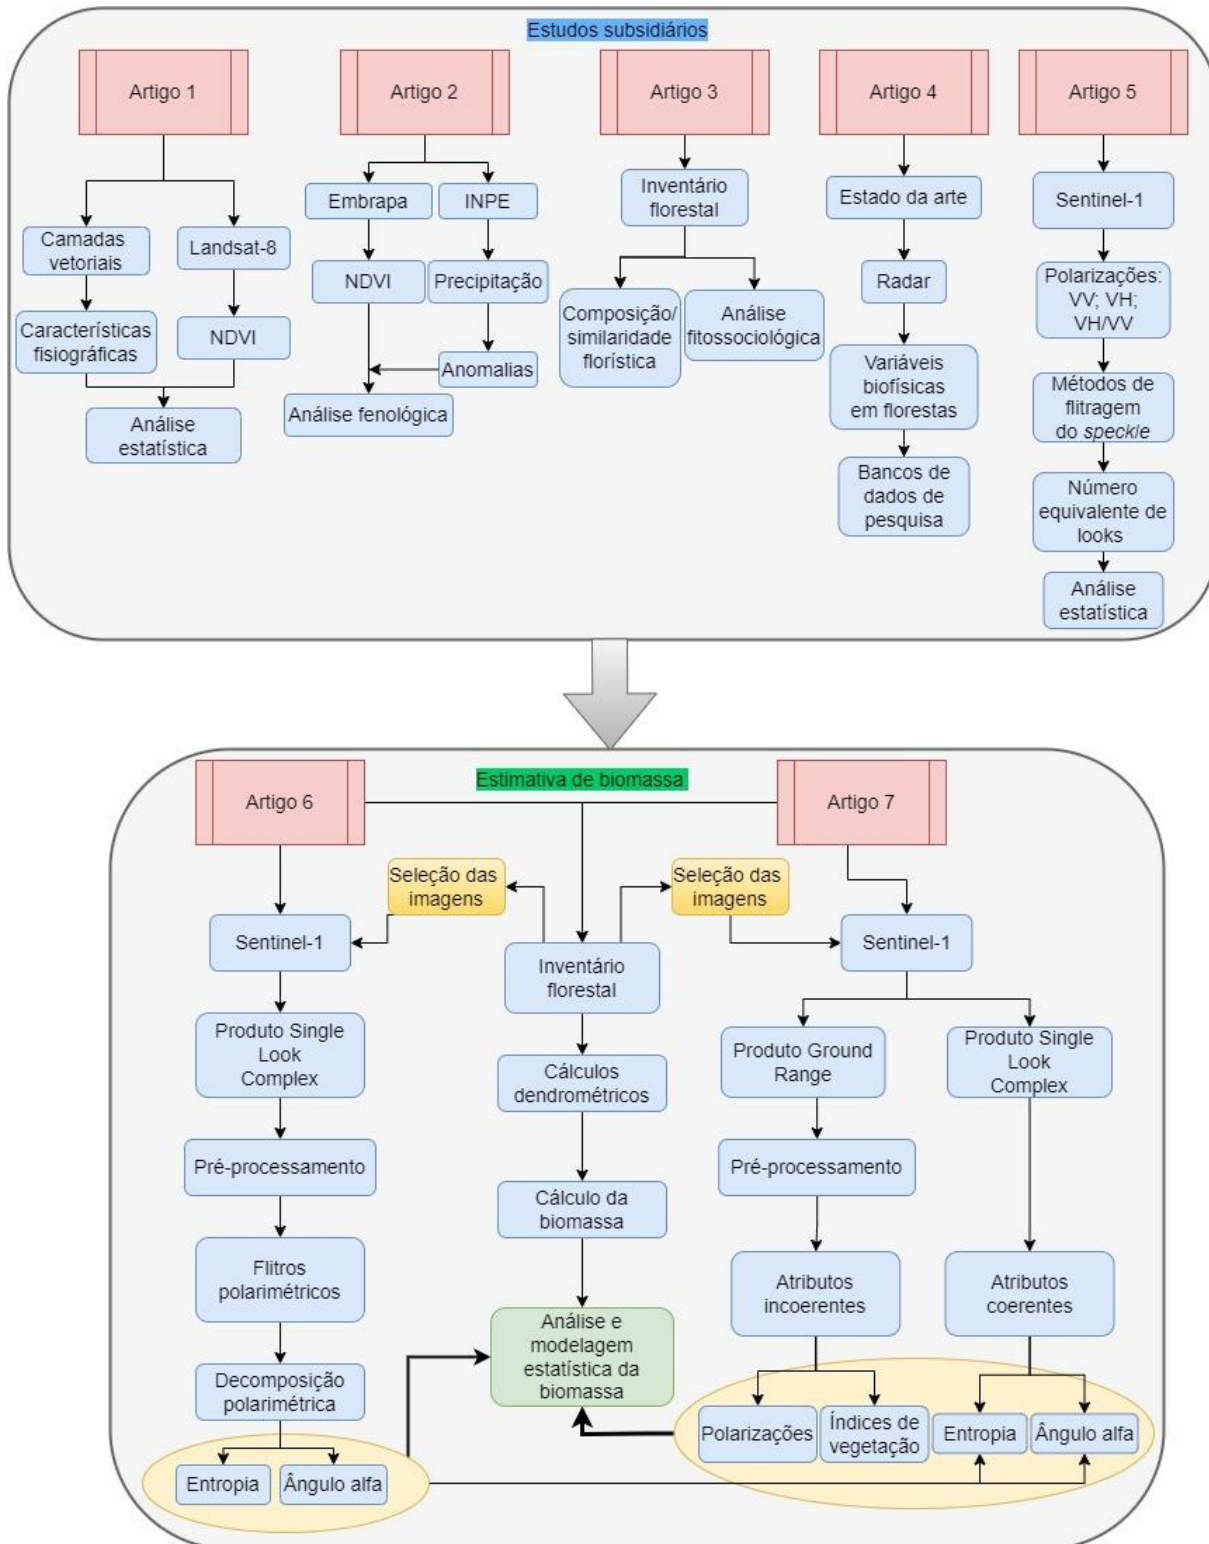 Estudos subsidiários
Artigo 1
Artigo 2
Artigo 3
Artigo 4
Artigo 5
Camadas
vetoriais
Landsat-8
Características
fisiográficas
NDVI
Análise
estatística
Embrapa
INPE
NDVI
Precipitação
Anomalias
Análise fenológica
Inventário
florestal
Composição/
similaridade
florística
Análise
fitossociológica
Estado da arte
Radar
Variáveis
biofísicas
em florestas
Bancos de
dados de
pesquisa
Sentinel-1
Polarizações:
VV; VH;
VH/VV
Métodos de
flitragem
do speckle
Número
equivalente de
looks
Análise
estatística
Estimativa de biomassa
Artigo 6
Artigo 7
Seleção das
imagens
Seleção das
imagens
Sentinel-1
Produto Single
Look
Complex
Pré-processamento
Flitros
polarimétricos
Decomposição
polarimétrica
Entropia
Ângulo alfa
Inventário
florestal
Cálculos
dendrométricos
Cálculo da
biomassa
Análise e
modelagem
estatística da
biomassa
Sentinel-1
Produto Ground
Range
Pré-processamento
Atributos
incoerentes
Polarizações
Índices de
vegetação
Produto Single
Look
Complex
Atributos
coerentes
Entropia
Ângulo alfa